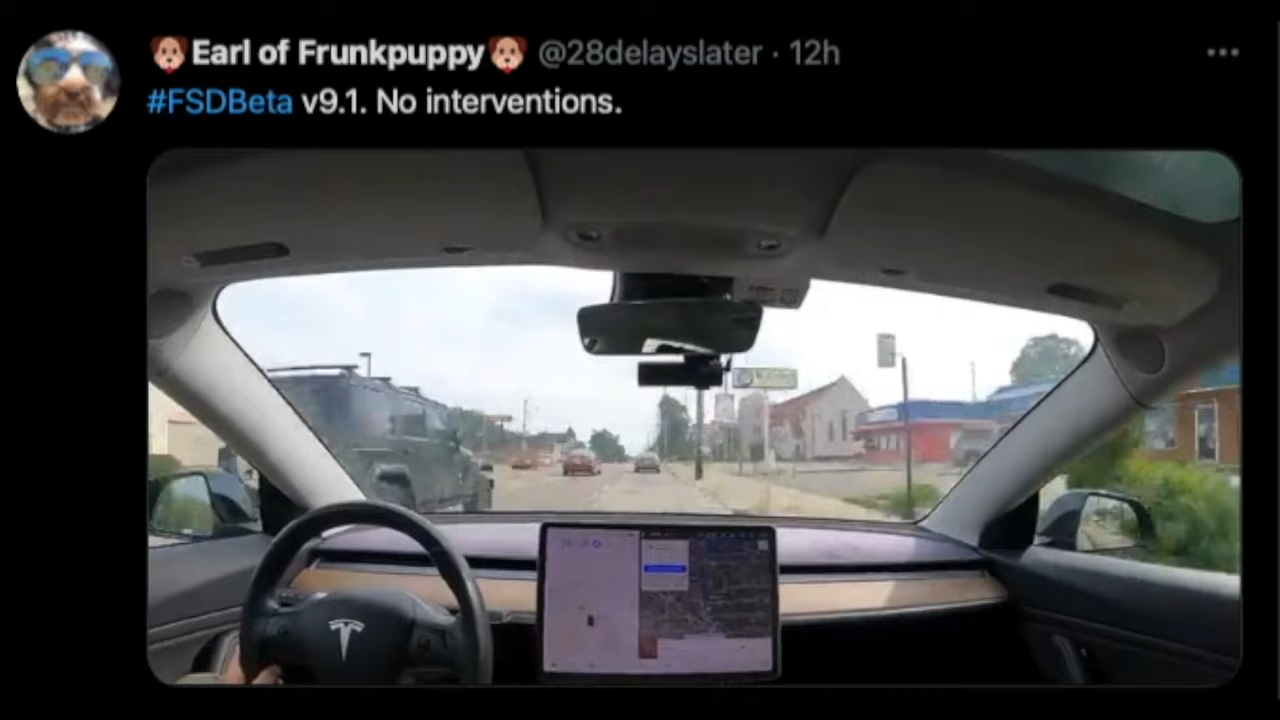 🐶Earl of Frunkpuppy🐶 @28delayslater · 12h
#FSDBeta v9.1. No interventions.